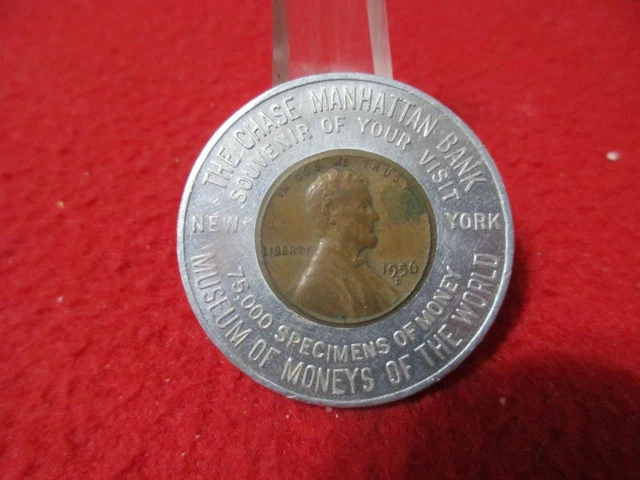 THE CHASE MANHATTAN BANK
SOUVENIR OF YOUR VISIT
NEW YORK
IN GOD WE TRUST
LIBERTY
1956
D
75,000 SPECIMENS OF MONEY
MUSEUM OF MONEYS OF THE WORLD